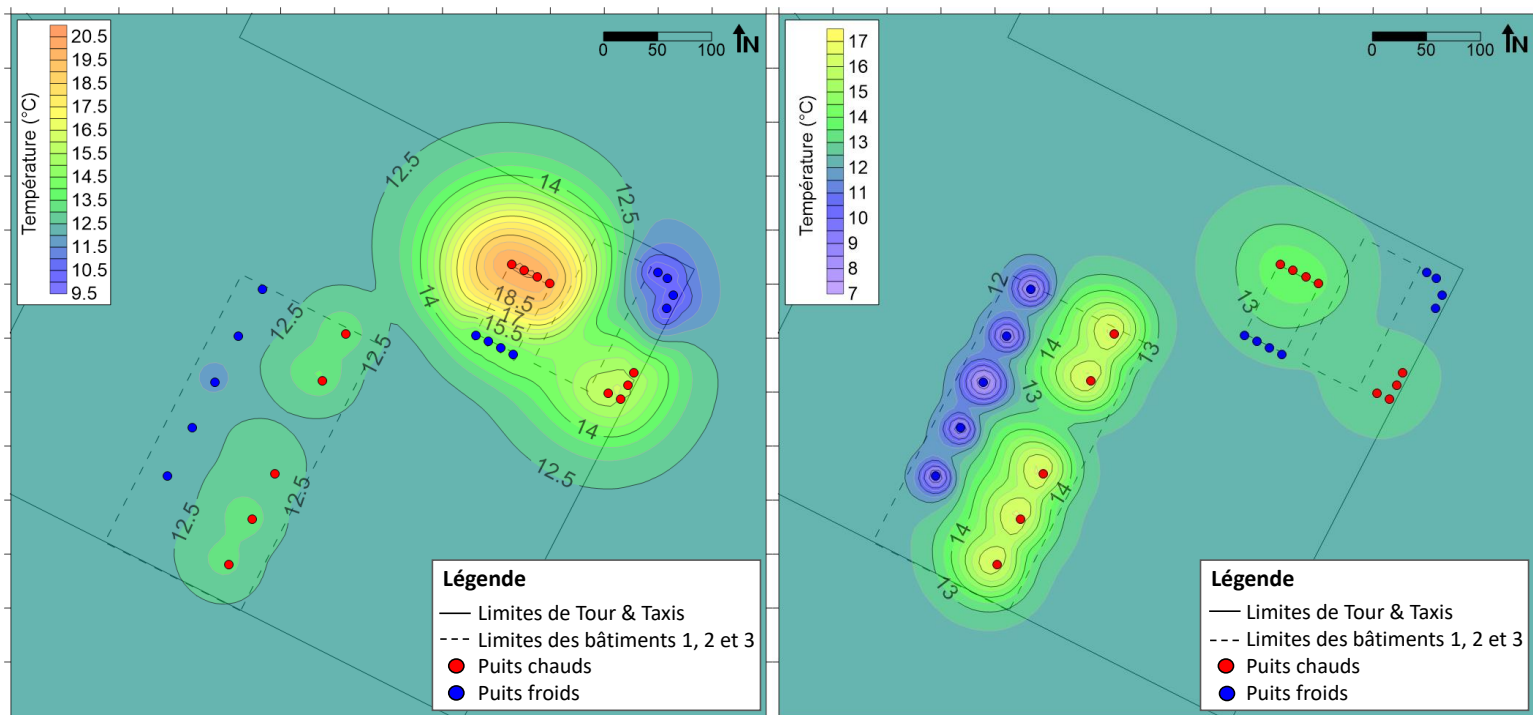 Température (°C)
20.5
19.5
18.5
17.5
16.5
15.5
14.5
13.5
12.5
11.5
10.5
9.5
0 50 100
N
12.5
14
12.5
18.5
17
15.5
14
14
12.5
12.5
12.5
12.5
12.5
Légende
Limites de Tour & Taxis
Limites des bâtiments 1, 2 et 3
Puits chauds
Puits froids
Température (°C)
17
16
15
14
13
12
11
10
9
8
7
0 50 100
N
12
14
13
13
13
14
14
13
Légende
Limites de Tour & Taxis
Limites des bâtiments 1, 2 et 3
Puits chauds
Puits froids